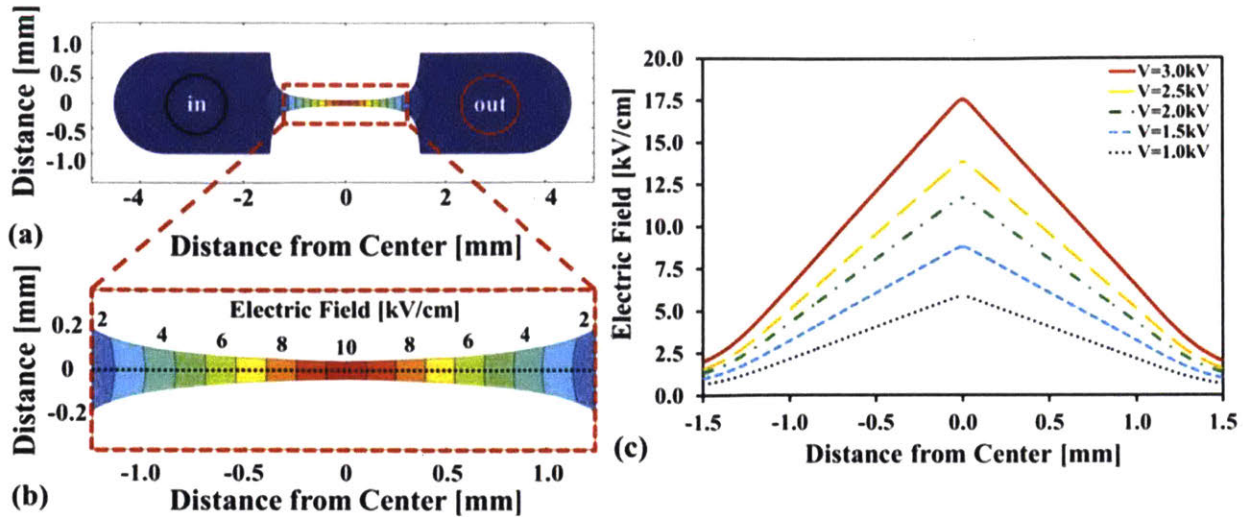 Distance [mm]
1.0
0.5
0
-0.5
-1.0
in
out
-4
-2
0
2
4
(a)
Distance from Center [mm]
Distance [mm]
0.2
0
-0.2
Electric Field [kV/cm]
2 4 6 8 10 8 6 4 2
-1.0 -0.5 0 0.5 1.0
(b)
Distance from Center [mm]
Electric Field [kV/cm]
20.0
17.5
15.0
12.5
10.0
7.5
5.0
2.5
0.0
V=3.0kV
V=2.5kV
V=2.0kV
V=1.5kV
V=1.0kV
-1.5 -1.0 -0.5 0.0 0.5 1.0 1.5
(c)
Distance from Center [mm]